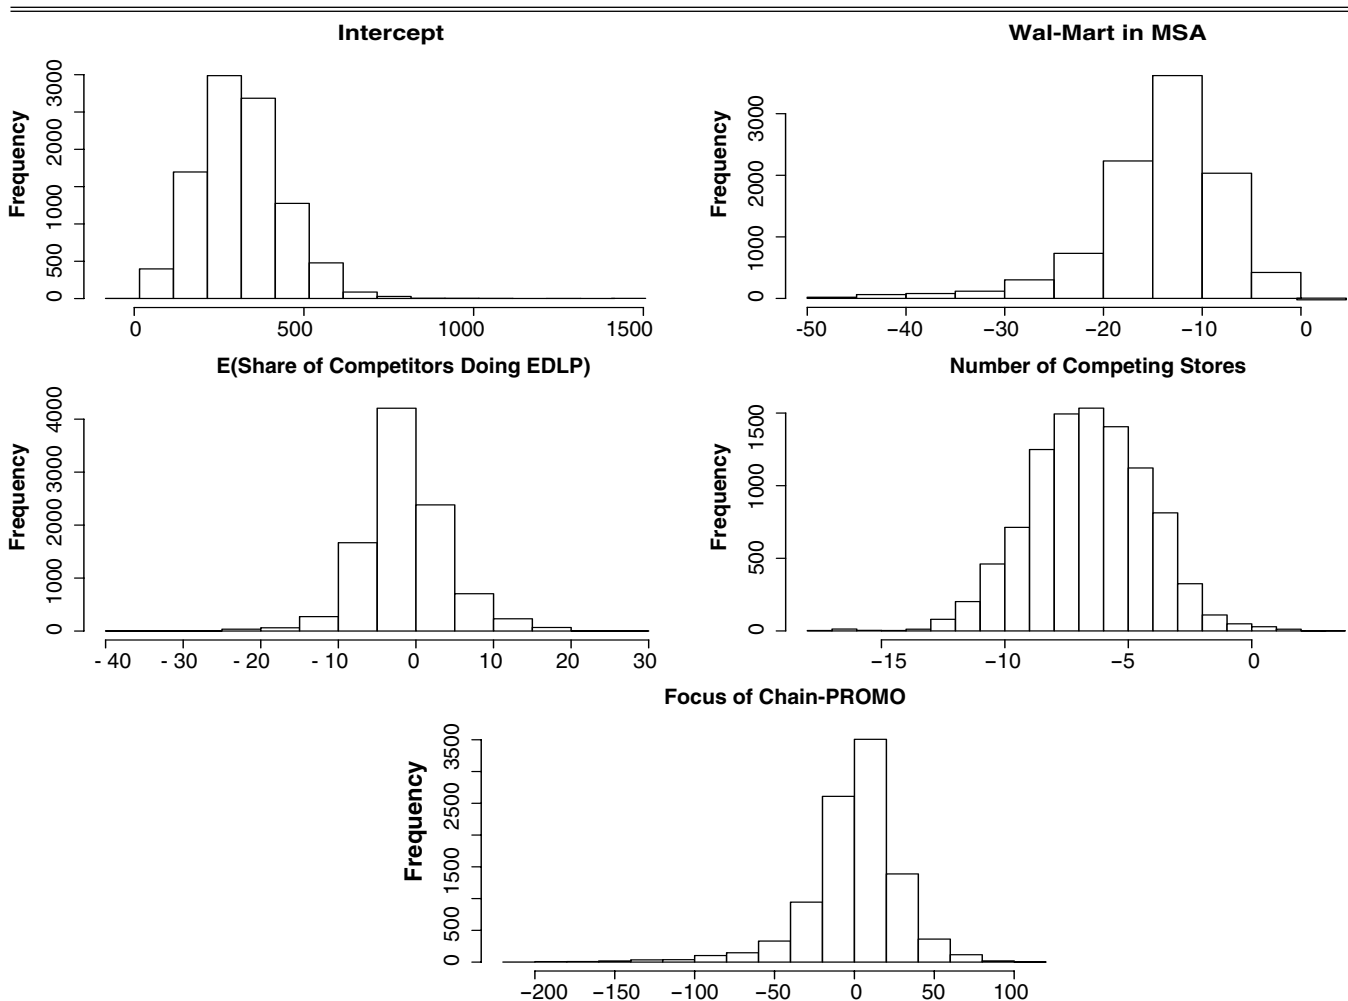 Intercept
Wal-Mart in MSA
Frequency
3000
2000
1000
500
0
0 500 1000 1500
Frequency
3000
2000
1000
0
-50 −40 −30 −20 −10 0
E(Share of Competitors Doing EDLP)
Number of Competing Stores
Frequency
4000
3000
2000
1000
0
- 40 - 30 - 20 - 10 0 10 20 30
Frequency
1500
1000
500
0
−15 −10 −5 0
Focus of Chain-PROMO
Frequency
3500
2500
1500
500
0
−200 −150 −100 −50 0 50 100